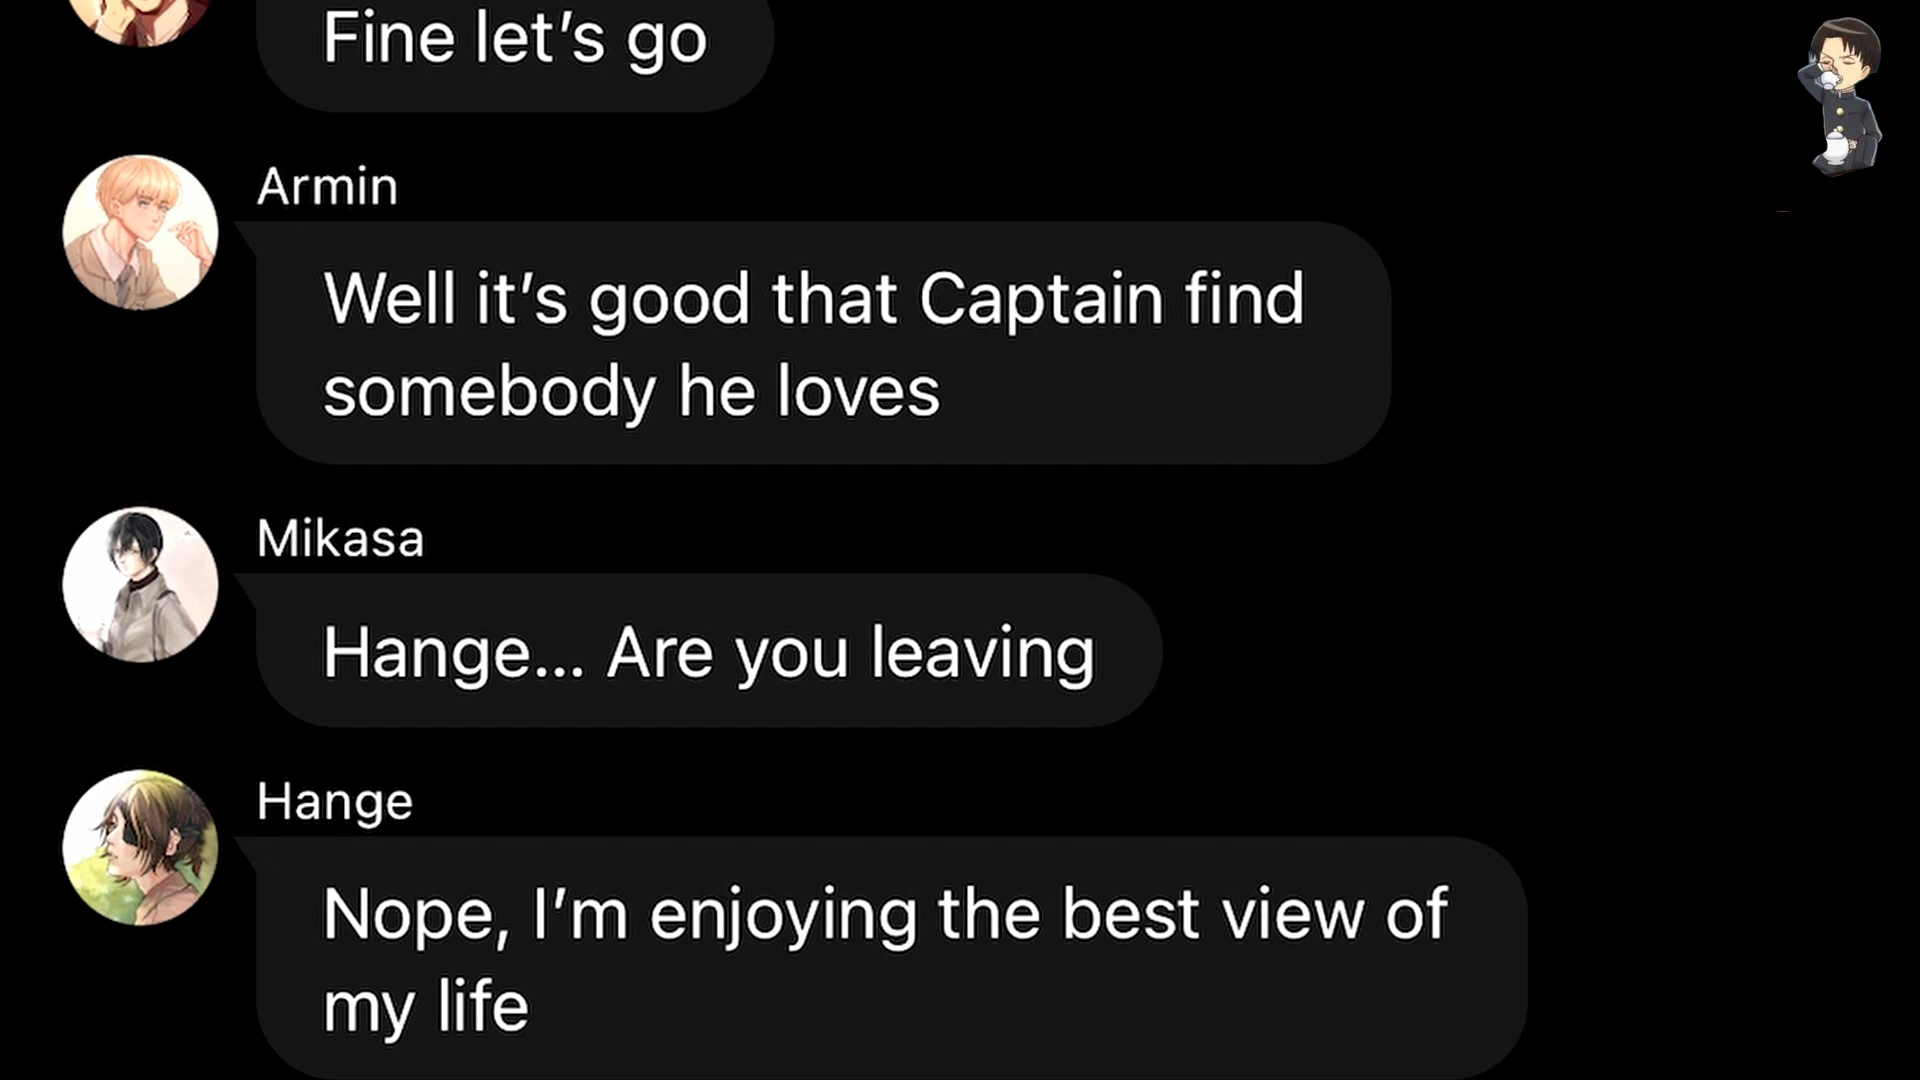 Fine let’s go
Armin
Well it’s good that Captain find
somebody he loves
Mikasa
Hange... Are you leaving
Hange
Nope, I’m enjoying the best view of
my life